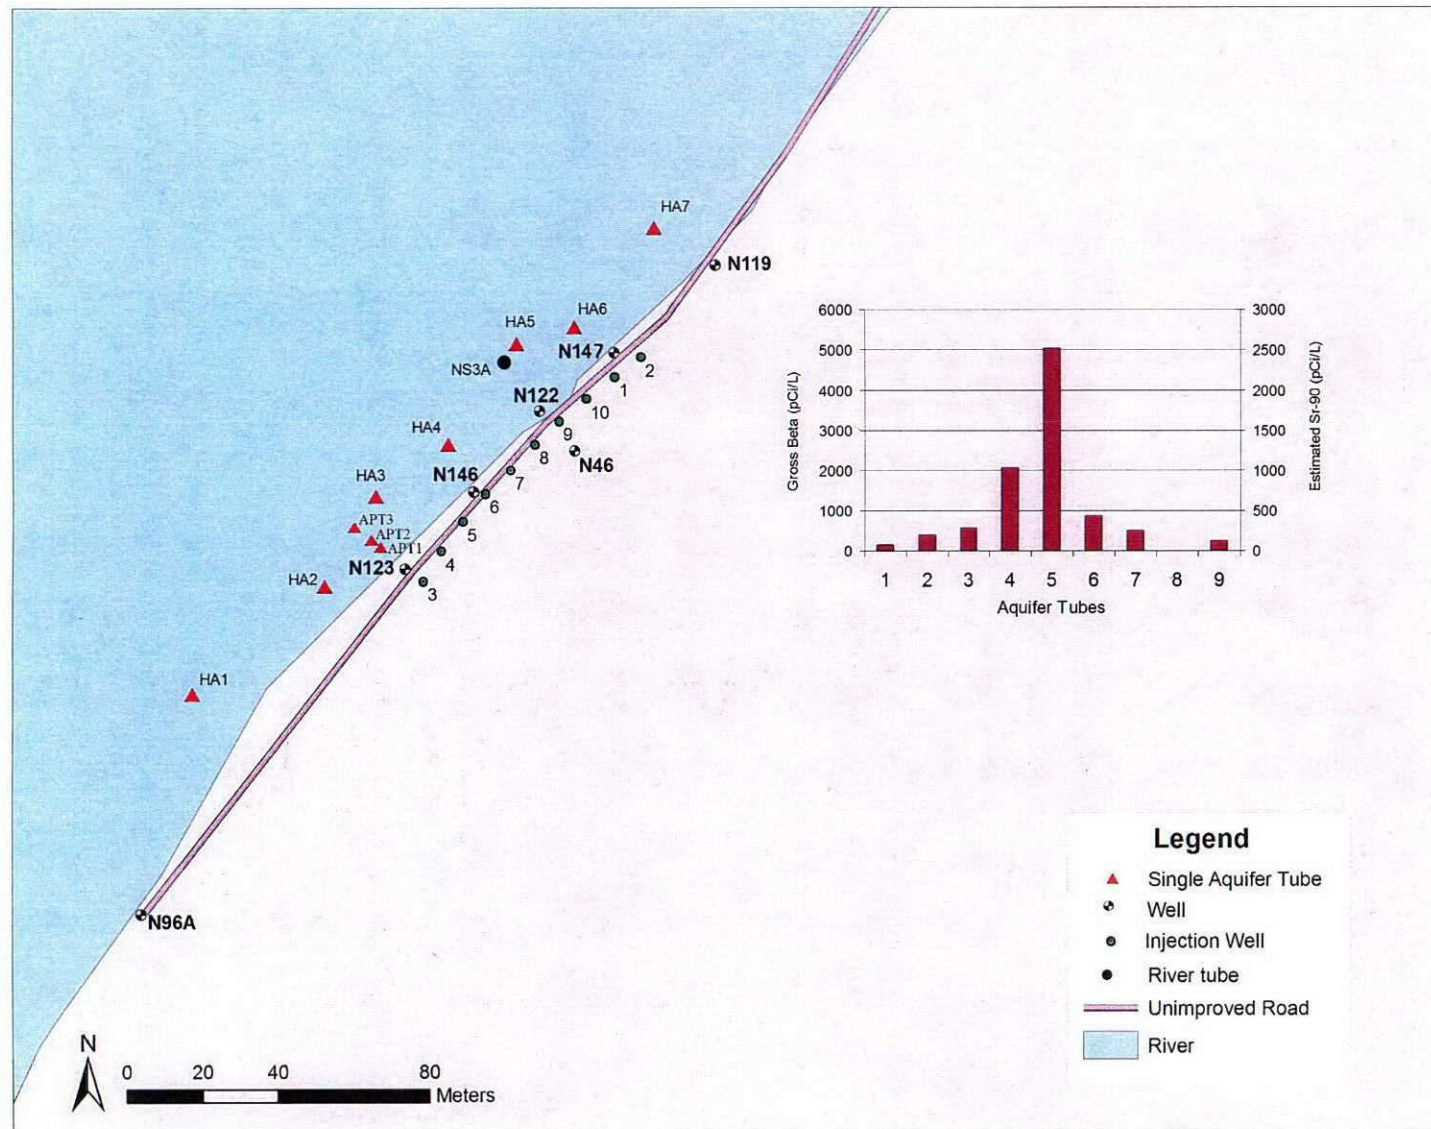 HA7
N119
HA6
HA5
N147
2
NS3A
1
N122
10
HA4
9
8
N46
N146
7
HA3
6
APT3
5
APT2
APT1
4
N123
HA2
3
HA1
N96A
6000
5000
4000
3000
2000
1000
0
Gross Beta (pCi/L)
3000
2500
2000
1500
1000
500
0
Estimated Sr-90 (pCi/L)
1 2 3 4 5 6 7 8 9
Aquifer Tubes
Legend
Single Aquifer Tube
Well
Injection Well
River tube
Unimproved Road
River
N
0 20 40 80
Meters